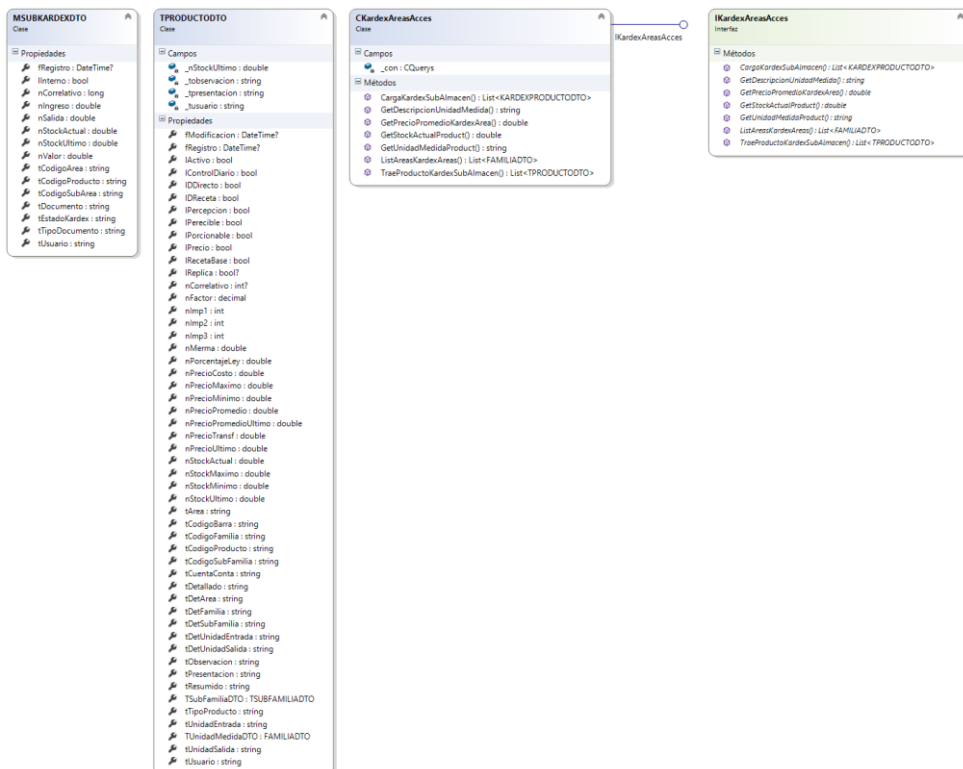 MSUBKARDEXDTO
Clase
Propiedades
fRegistro : DateTime?
lInterno : bool
nCorrelativo : long
nIngreso : double
nSalida : double
nStockActual : double
nStockUltimo : double
nValor : double
tCodigoArea : string
tCodigoProducto : string
tCodigoSubArea : string
tDocumento : string
tEstadoKardex : string
tTipoDocumento : string
tUsuario : string
TPRODUCTODTO
Clase
Campos
_nStockUltimo : double
_tobservacion : string
_tpresentacion : string
_tusuario : string
Propiedades
fModificacion : DateTime?
fRegistro : DateTime?
lActivo : bool
lControlDiario : bool
lDDirecto : bool
lDReceta : bool
lPercepcion : bool
lPerecible : bool
lPorcionable : bool
lPrecio : bool
lRecetaBase : bool
lReplica : bool?
nCorrelativo : int?
nFactor : decimal
nImp1 : int
nImp2 : int
nImp3 : int
nMerma : double
nPorcentajeLey : double
nPrecioCosto : double
nPrecioMaximo : double
nPrecioMinimo : double
nPrecioPromedio : double
nPrecioPromedioUltimo : double
nPrecioTransf : double
nPrecioUltimo : double
nStockActual : double
nStockMaximo : double
nStockMinimo : double
nStockUltimo : double
tArea : string
tCodigoBarra : string
tCodigoFamilia : string
tCodigoProducto : string
tCodigoSubFamilia : string
tCuentaConta : string
tDetallado : string
tDetArea : string
tDetFamilia : string
tDetSubFamilia : string
tDetUnidadEntrada : string
tDetUnidadSalida : string
tObservacion : string
tPresentacion : string
tResumido : string
TSubFamiliaDTO : TSUBFAMILIADTO
tTipoProducto : string
tUnidadEntrada : string
TUnidadMedidaDTO : FAMILIADTO
tUnidadSalida : string
tUsuario : string
CKardexAreasAcces
Clase
Campos
_con : CQuerys
Métodos
CargaKardexSubAlmacen() : List<KARDEXPRODUCTODTO>
GetDescripcionUnidadMedida() : string
GetPrecioPromedioKardexArea() : double
GetStockActualProduct() : double
GetUnidadMedidaProduct() : string
ListAreasKardexAreas() : List<FAMILIADTO>
TraeProductoKardexSubAlmacen() : List<TPRODUCTODTO>
IKardexAreasAcces
IKardexAreasAcces
Interfaz
Métodos
CargaKardexSubAlmacen() : List<KARDEXPRODUCTODTO>
GetDescripcionUnidadMedida() : string
GetPrecioPromedioKardexArea() : double
GetStockActualProduct() : double
GetUnidadMedidaProduct() : string
ListAreasKardexAreas() : List<FAMILIADTO>
TraeProductoKardexSubAlmacen() : List<TPRODUCTODTO>